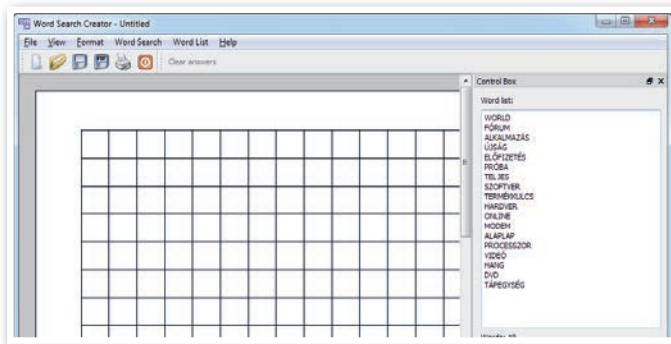 Word Search Creator - Untitled
File View Format Word Search Word List Help
Clear answers
Control Box
Word list:
WORLD
FÓRUM
ALKALMAZÁS
ÚJSÁG
ELŐFIZETÉS
PRÓBA
TELJES
SZOFTVER
TERMÉKKULCS
HARDVER
ONLINE
MODEM
ALAPLAP
PROCESSZOR
VIDEÓ
HANG
DVD
TÁPEGYSÉG